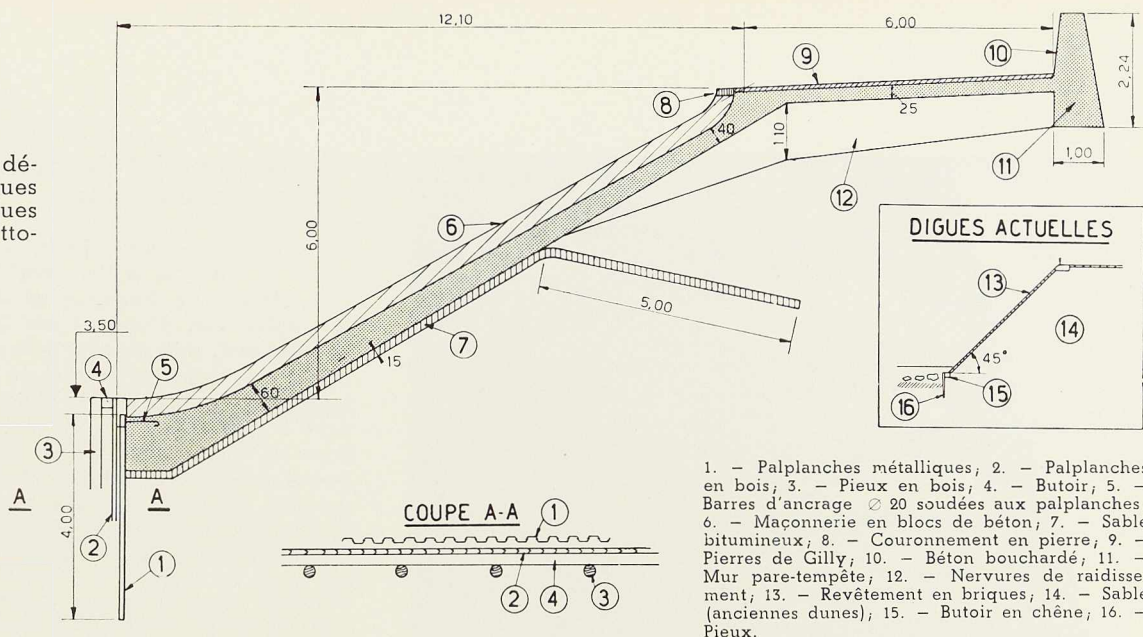 12,10
6,00
10
9
2,24
8
25
40
1,10
11
1,00
12
dé-
ques
ques
tto-
6
6,00
DIGUES ACTUELLES
13
14
45°
15
16
5,00
7
15
3,50
4
5
60
3
A
A
4,00
2
1
COUPE A-A
1
2
4
3
1. — Palplanches métalliques; 2. — Palplanches
en bois; 3. — Pieux en bois; 4. — Butoir; 5. —
Barres d'ancrage ∅ 20 soudées aux palplanches
6. — Maçonnerie en blocs de béton; 7. — Sable
bitumineux; 8. — Couronnement en pierre; 9. —
Pierres de Gilly; 10. — Béton bouchardé; 11. —
Mur pare-tempête; 12. — Nervures de raidisse-
ment; 13. — Revêtement en briques; 14. — Sable
(anciennes dunes); 15. — Butoir en chêne; 16. —
Pieux.